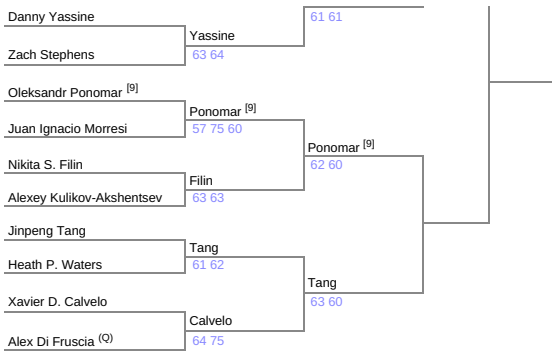 Danny Yassine
61 61
Yassine
Zach Stephens
63 64
Oleksandr Ponomar [9]
Ponomar [9]
Juan Ignacio Morresi
57 75 60
Ponomar [9]
Nikita S. Filin
62 60
Filin
Alexey Kulikov-Akshentsev
63 63
Jinpeng Tang
Tang
Heath P. Waters
61 62
Tang
Xavier D. Calvelo
63 60
Calvelo
Alex Di Fruscia (Q)
64 75